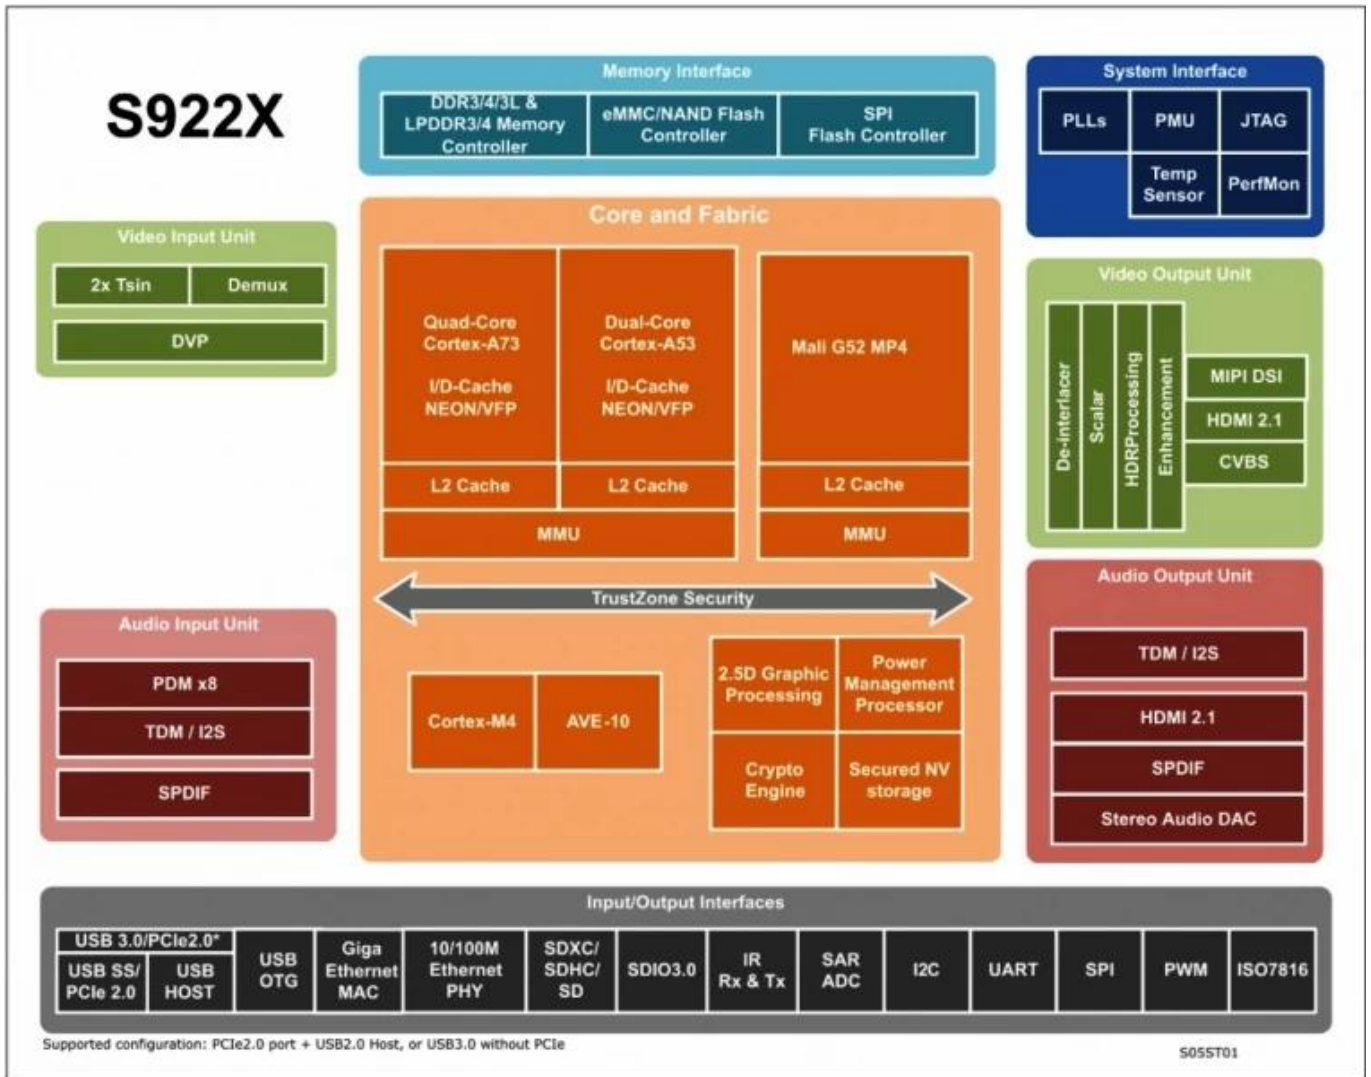 S922X
Memory Interface
DDR3/4/3L &
LPDDR3/4 Memory
Controller
eMMC/NAND Flash
Controller
SPI
Flash Controller
System Interface
PLLs
PMU
JTAG
Temp
Sensor
PerfMon
Video Input Unit
2x Tsin
Demux
DVP
Core and Fabric
Quad-Core
Cortex-A73
I/D-Cache
NEON/VFP
Dual-Core
Cortex-A53
I/D-Cache
NEON/VFP
Mali G52 MP4
L2 Cache
L2 Cache
L2 Cache
MMU
MMU
TrustZone Security
Cortex-M4
AVE-10
2.5D Graphic
Processing
Power
Management
Processor
Crypto
Engine
Secured NV
storage
Video Output Unit
De-interlacer
Scalar
HDRProcessing
Enhancement
MIPI DSI
HDMI 2.1
CVBS
Audio Input Unit
PDM x8
TDM / I2S
SPDIF
Audio Output Unit
TDM / I2S
HDMI 2.1
SPDIF
Stereo Audio DAC
Input/Output Interfaces
USB 3.0/PCIe2.0*
USB SS/
PCIe 2.0
USB
HOST
USB
OTG
Giga
Ethernet
MAC
10/100M
Ethernet
PHY
SDXC/
SDHC/
SD
SDIO3.0
IR
Rx & Tx
SAR
ADC
I2C
UART
SPI
PWM
ISO7816
Supported configuration: PCIe2.0 port + USB2.0 Host, or USB3.0 without PCIe
S05ST01